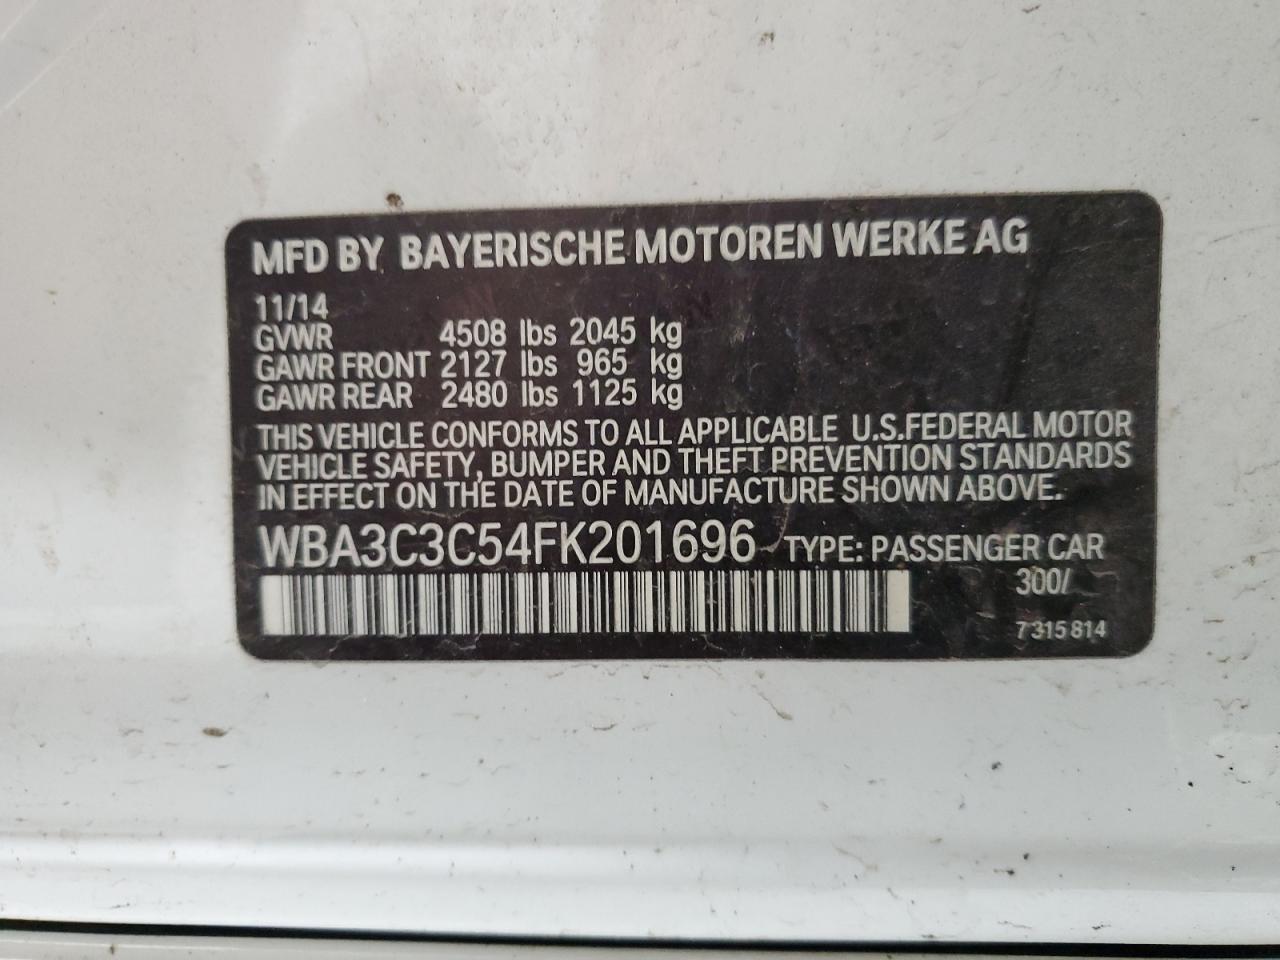 MFD BY BAYERISCHE MOTOREN WERKE AG
11/14
GVWR 4508 lbs 2045 kg
GAWR FRONT 2127 lbs 965 kg
GAWR REAR 2480 lbs 1125 kg
THIS VEHICLE CONFORMS TO ALL APPLICABLE U.S.FEDERAL MOTOR
VEHICLE SAFETY, BUMPER AND THEFT PREVENTION STANDARDS
IN EFFECT ON THE DATE OF MANUFACTURE SHOWN ABOVE.
WBA3C3C54FK201696 TYPE: PASSENGER CAR
300/
7 315 814